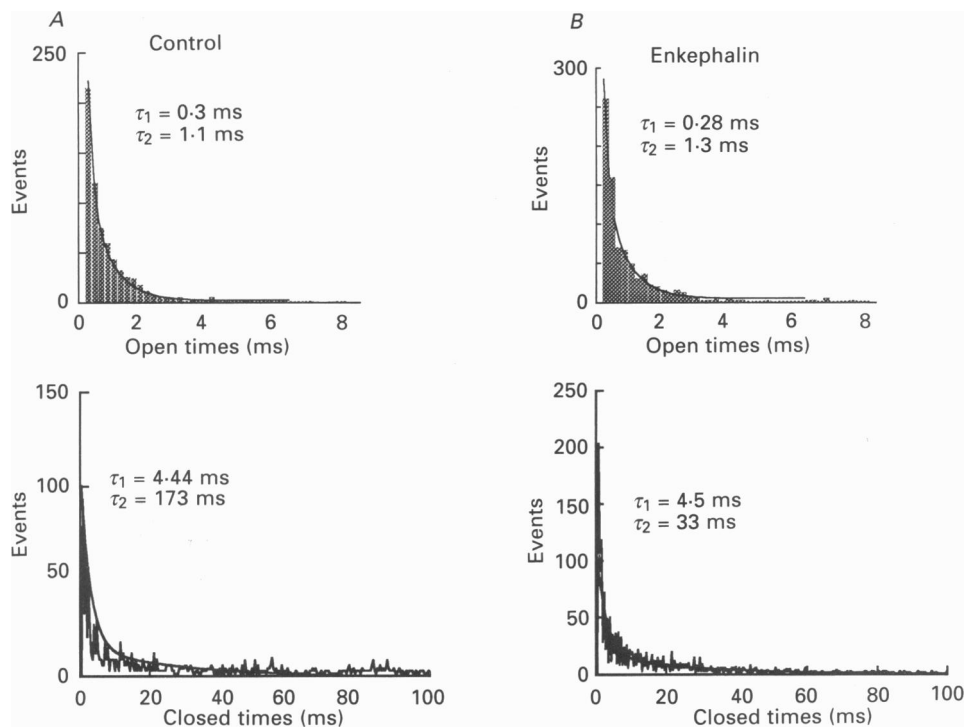 A
Control
250
Events
0
τ1 = 0·3 ms
τ2 = 1·1 ms
0 2 4 6 8
Open times (ms)
B
Enkephalin
300
Events
0
τ1 = 0·28 ms
τ2 = 1·3 ms
0 2 4 6 8
Open times (ms)
150
100
50
0
Events
τ1 = 4·44 ms
τ2 = 173 ms
0 20 40 60 80 100
Closed times (ms)
250
200
150
100
50
0
Events
τ1 = 4·5 ms
τ2 = 33 ms
0 20 40 60 80 100
Closed times (ms)